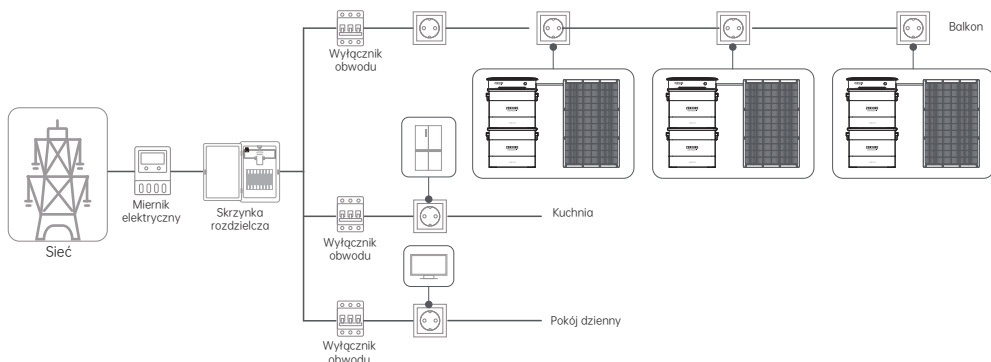 Wyłącznik
obwodu
Balkon
Sieć
Miernik
elektryczny
Skrzynka
rozdzielcza
Wyłącznik
obwodu
Kuchnia
Wyłącznik
obwodu
Pokój dzienny